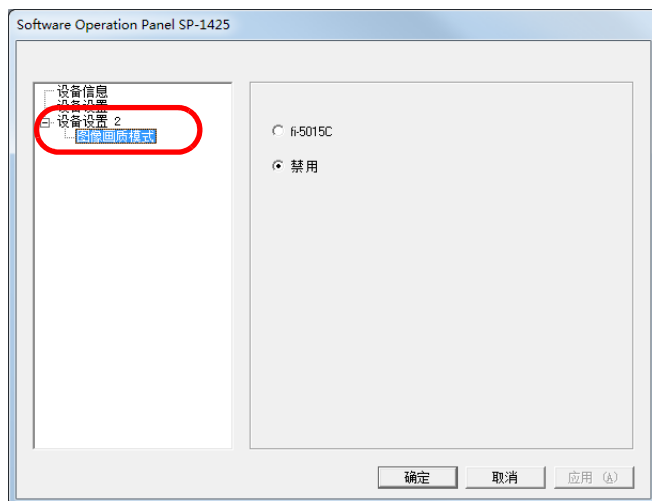 Software Operation Panel SP-1425
设备信息
设备设置
设备设置 2
图像画质模式
fi-5015C
禁用
确定
取消
应用 (A)